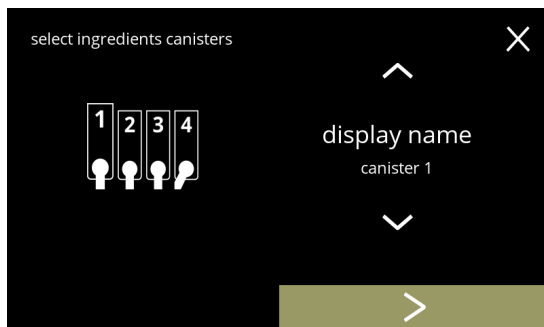 select ingredients canisters
1 2 3 4
display name
canister 1